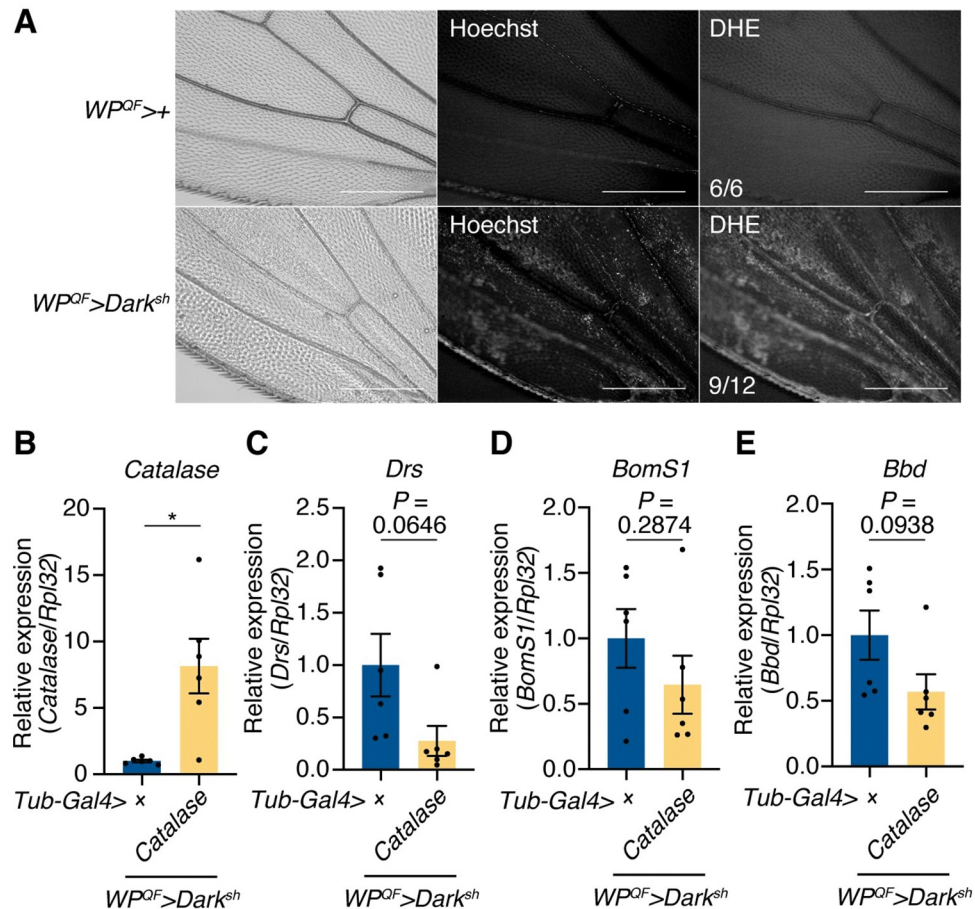 A
WP^QF>+
Hoechst
DHE
6/6
WP^QF>Dark^sh
Hoechst
DHE
9/12
B
Catalase
*
Relative expression
(Catalase/Rpl32)
20
15
10
5
0
Tub-Gal4> +
Catalase
WP^QF>Dark^sh
C
Drs
P =
0.0646
Relative expression
(Drs/Rpl32)
2.5
2.0
1.5
1.0
0.5
0.0
Tub-Gal4> +
Catalase
WP^QF>Dark^sh
D
BomS1
P =
0.2874
Relative expression
(BomS1/Rpl32)
2.0
1.5
1.0
0.5
0.0
Tub-Gal4> +
Catalase
WP^QF>Dark^sh
E
Bbd
P =
0.0938
Relative expression
(Bbd/Rpl32)
2.0
1.5
1.0
0.5
0.0
Tub-Gal4> +
Catalase
WP^QF>Dark^sh